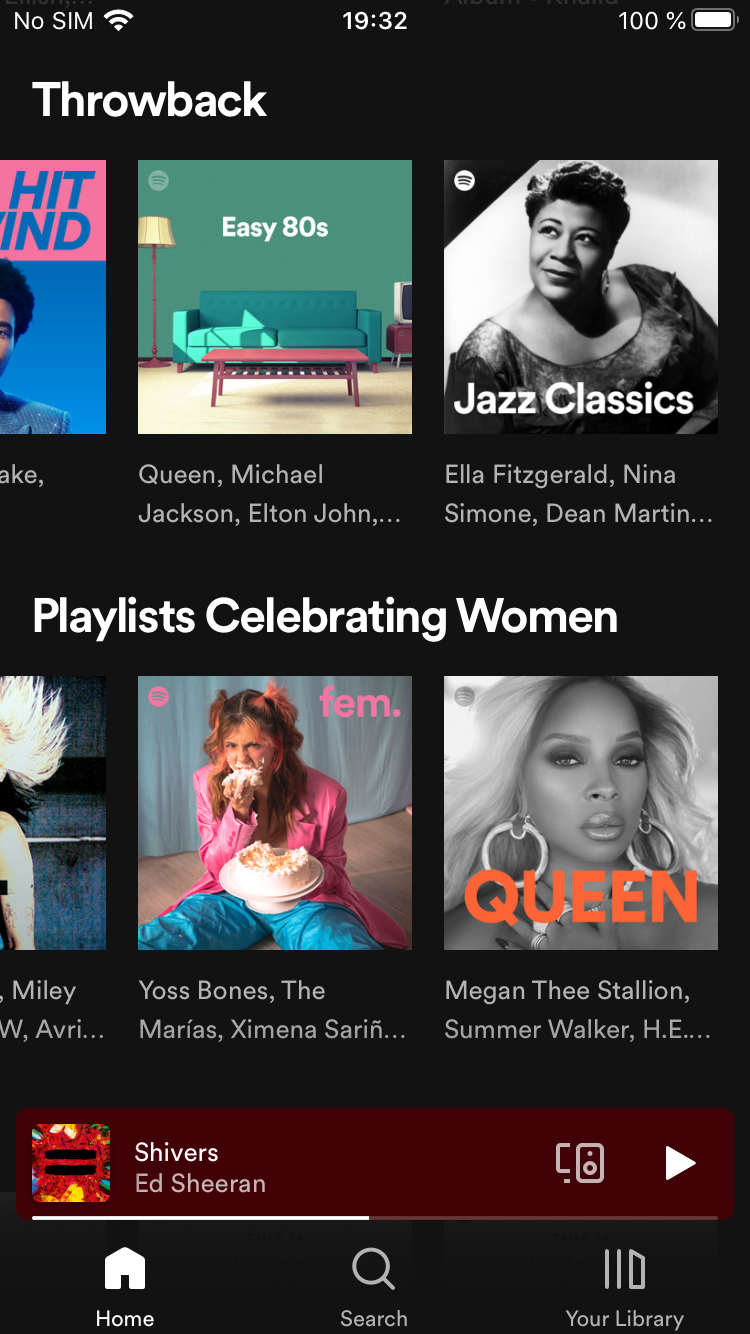 No SIM
19:32
100 %
Throwback
HIT
Easy 80s
Jazz Classics
ake,
Queen, Michael
Jackson, Elton John,...
Ella Fitzgerald, Nina
Simone, Dean Martin...
Playlists Celebrating Women
fem.
QUEEN
, Miley
W, Avri...
Yoss Bones, The
Marías, Ximena Sariñ...
Megan Thee Stallion,
Summer Walker, H.E....
Shivers
Ed Sheeran
Home
Search
Your Library